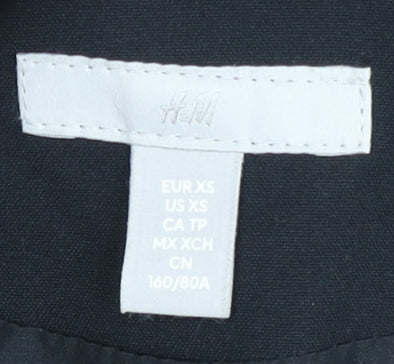 H&M
EUR XS
US XS
CA TP
MX XCH
CN
160/80A